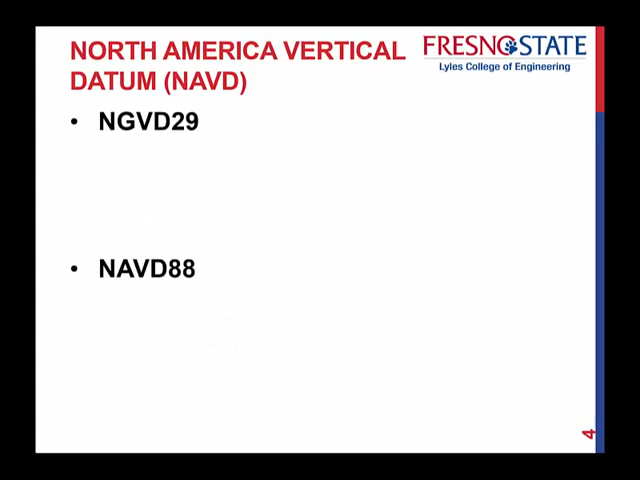 NORTH AMERICA VERTICAL
DATUM (NAVD)
FRESNO STATE
Lyles College of Engineering
• NGVD29
• NAVD88
4